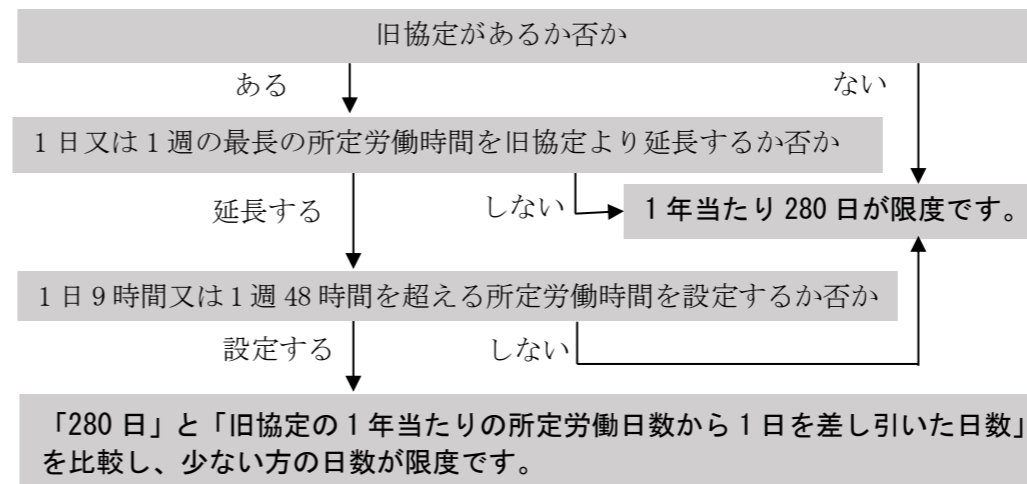 旧協定があるか否か
ある
ない
1日又は1週の最長の所定労働時間を旧協定より延長するか否か
延長する
しない
1年当たり280日が限度です。
1日9時間又は1週48時間を超える所定労働時間を設定するか否か
設定する
しない
「280日」と「旧協定の1年当たりの所定労働日数から1日を差し引いた日数」
を比較し、少ない方の日数が限度です。